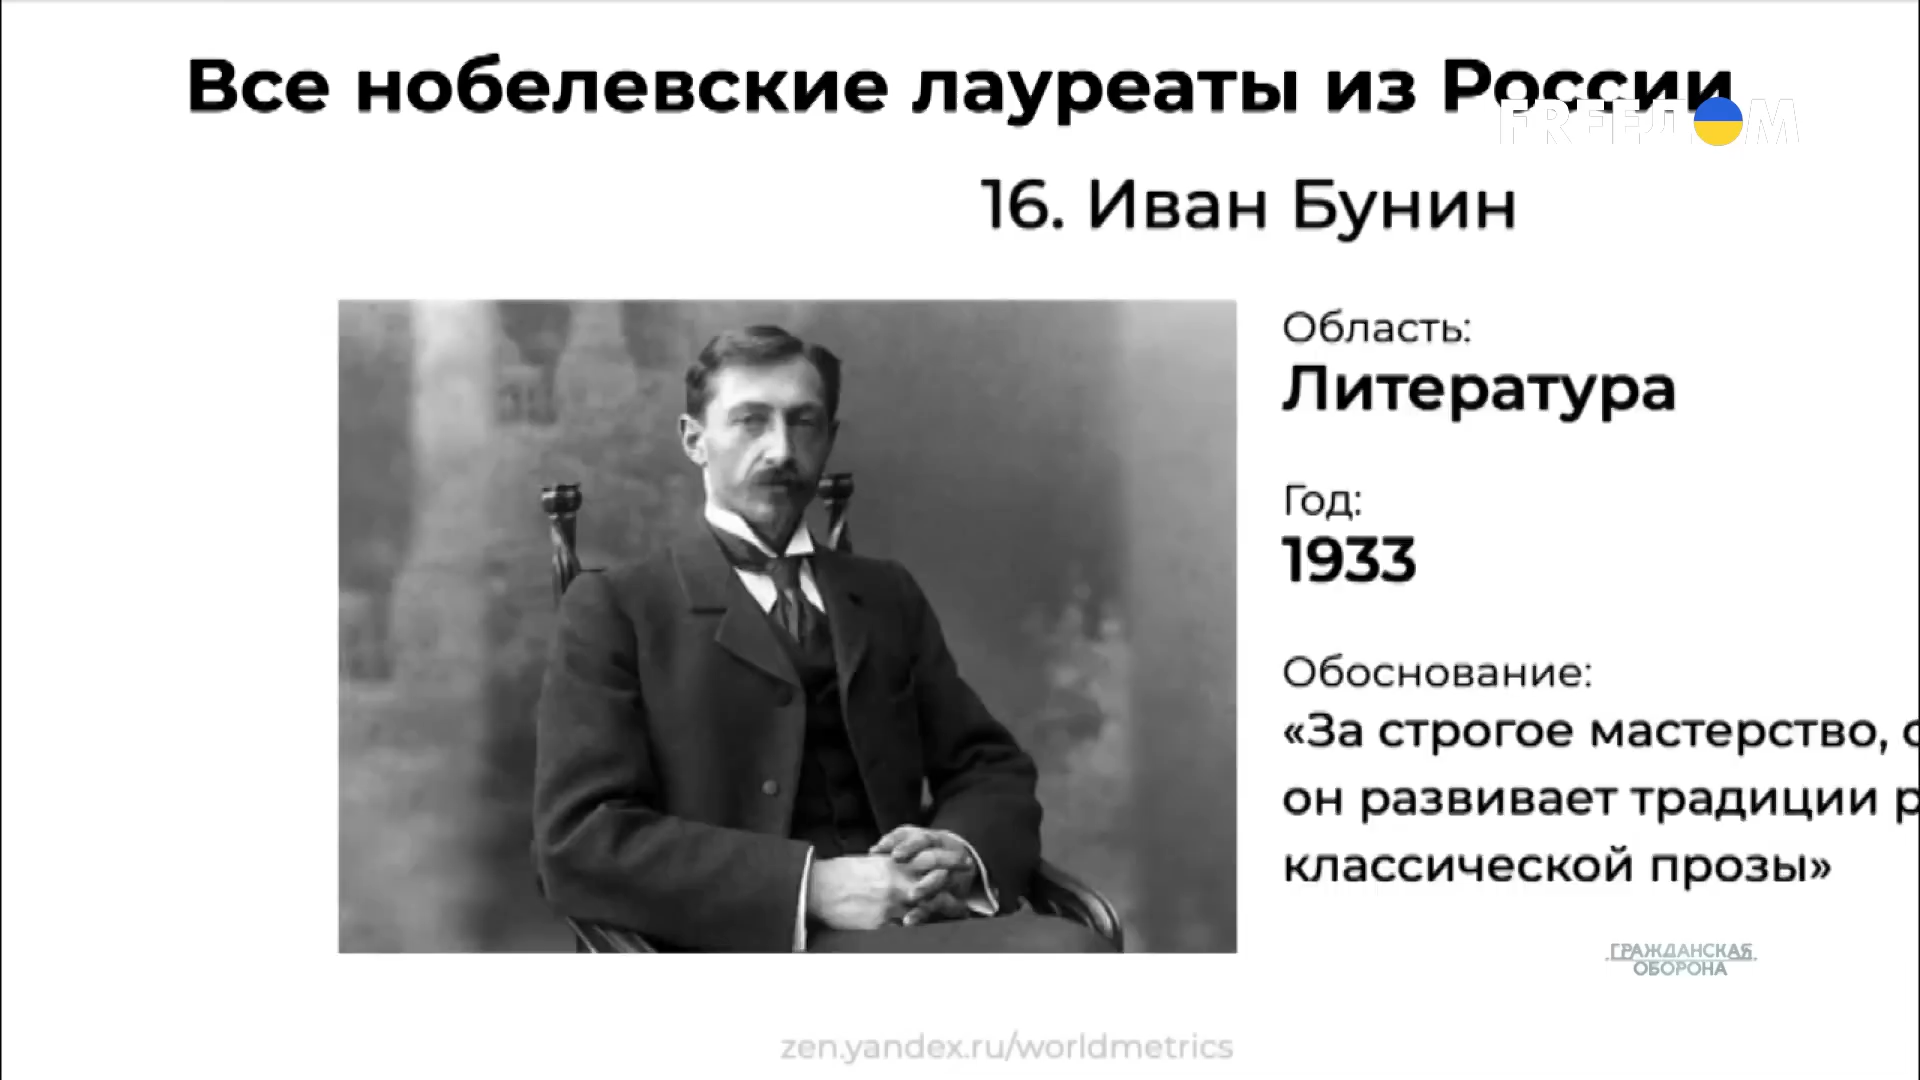 Все нобелевские лауреаты из России
FREEДOM
16. Иван Бунин
Область:
Литература
Год:
1933
Обоснование:
«За строгое мастерство,
он развивает традиции
классической прозы»
ГРАЖДАНСКАЯ
ОБОРОНА
zen.yandex.ru/worldmetrics